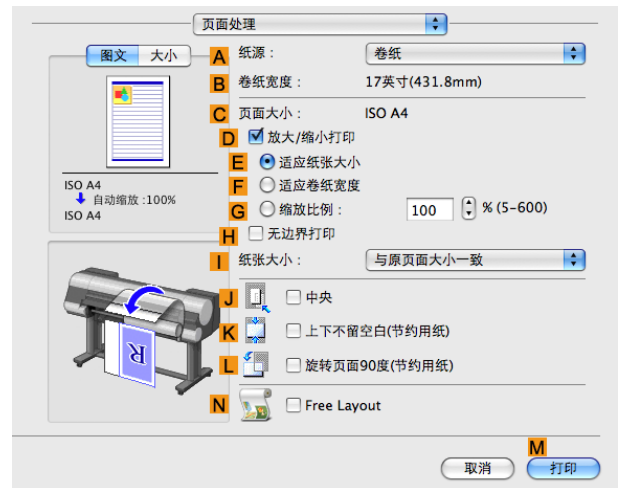 页面处理
图文 大小
A 纸源： 卷纸
B 卷纸宽度： 17英寸(431.8mm)
C 页面大小： ISO A4
D 放大/缩小打印
E 适应纸张大小
F 适应卷纸宽度
G 缩放比例： 100 % (5-600)
H 无边界打印
ISO A4
自动缩放 :100%
ISO A4
I 纸张大小： 与原页面大小一致
J 中央
K 上下不留空白(节约用纸)
L 旋转页面90度(节约用纸)
R
N Free Layout
M
取消 打印